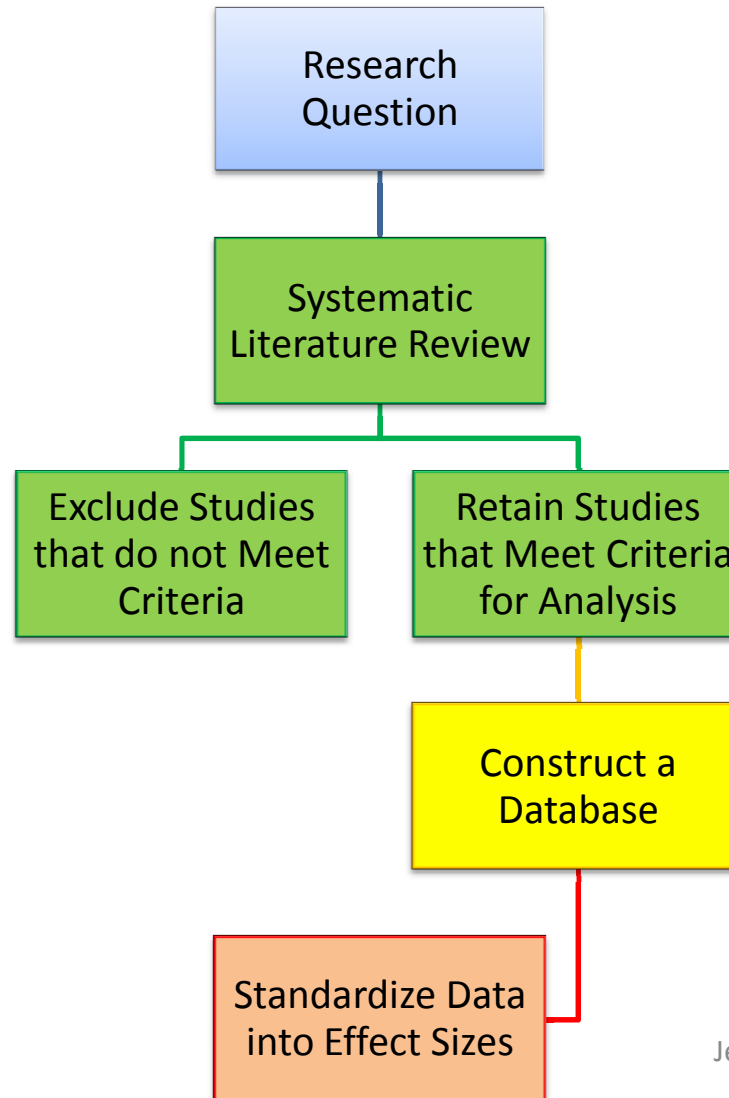 Research
Question
Systematic
Literature Review
Exclude Studies
that do not Meet
Criteria
Retain Studies
that Meet Criteria
for Analysis
Construct a
Database
Standardize Data
into Effect Sizes
Je